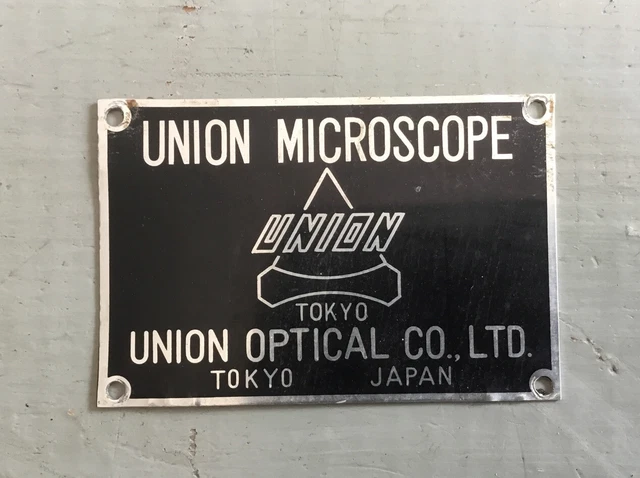 UNION MICROSCOPE
UNION
TOKYO
UNION OPTICAL CO., LTD.
TOKYO JAPAN